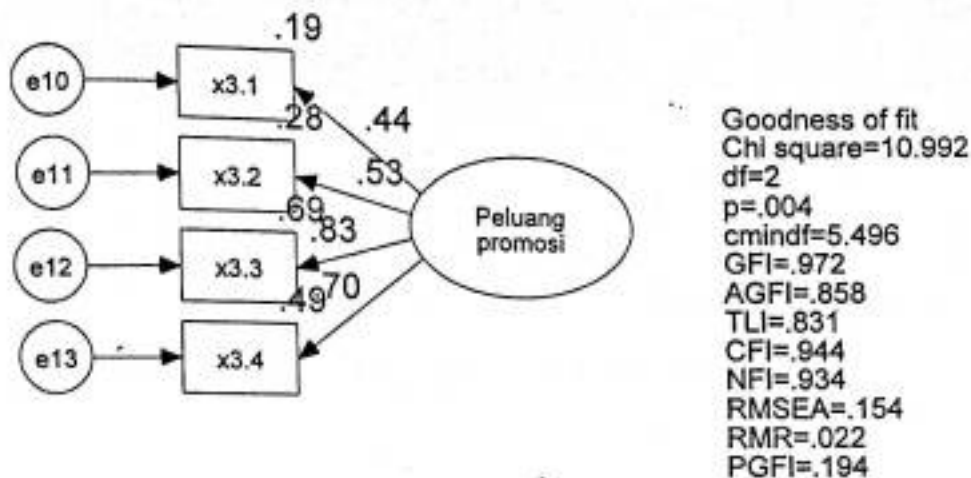 .19
e10
x3.1
.28
.44
e11
x3.2
.53
.69
.83
Peluang
promosi
e12
x3.3
.49
.70
e13
x3.4
Goodness of fit
Chi square=10.992
df=2
p=.004
cmindf=5.496
GFI=.972
AGFI=.858
TLI=.831
CFI=.944
NFI=.934
RMSEA=.154
RMR=.022
PGFI=.194